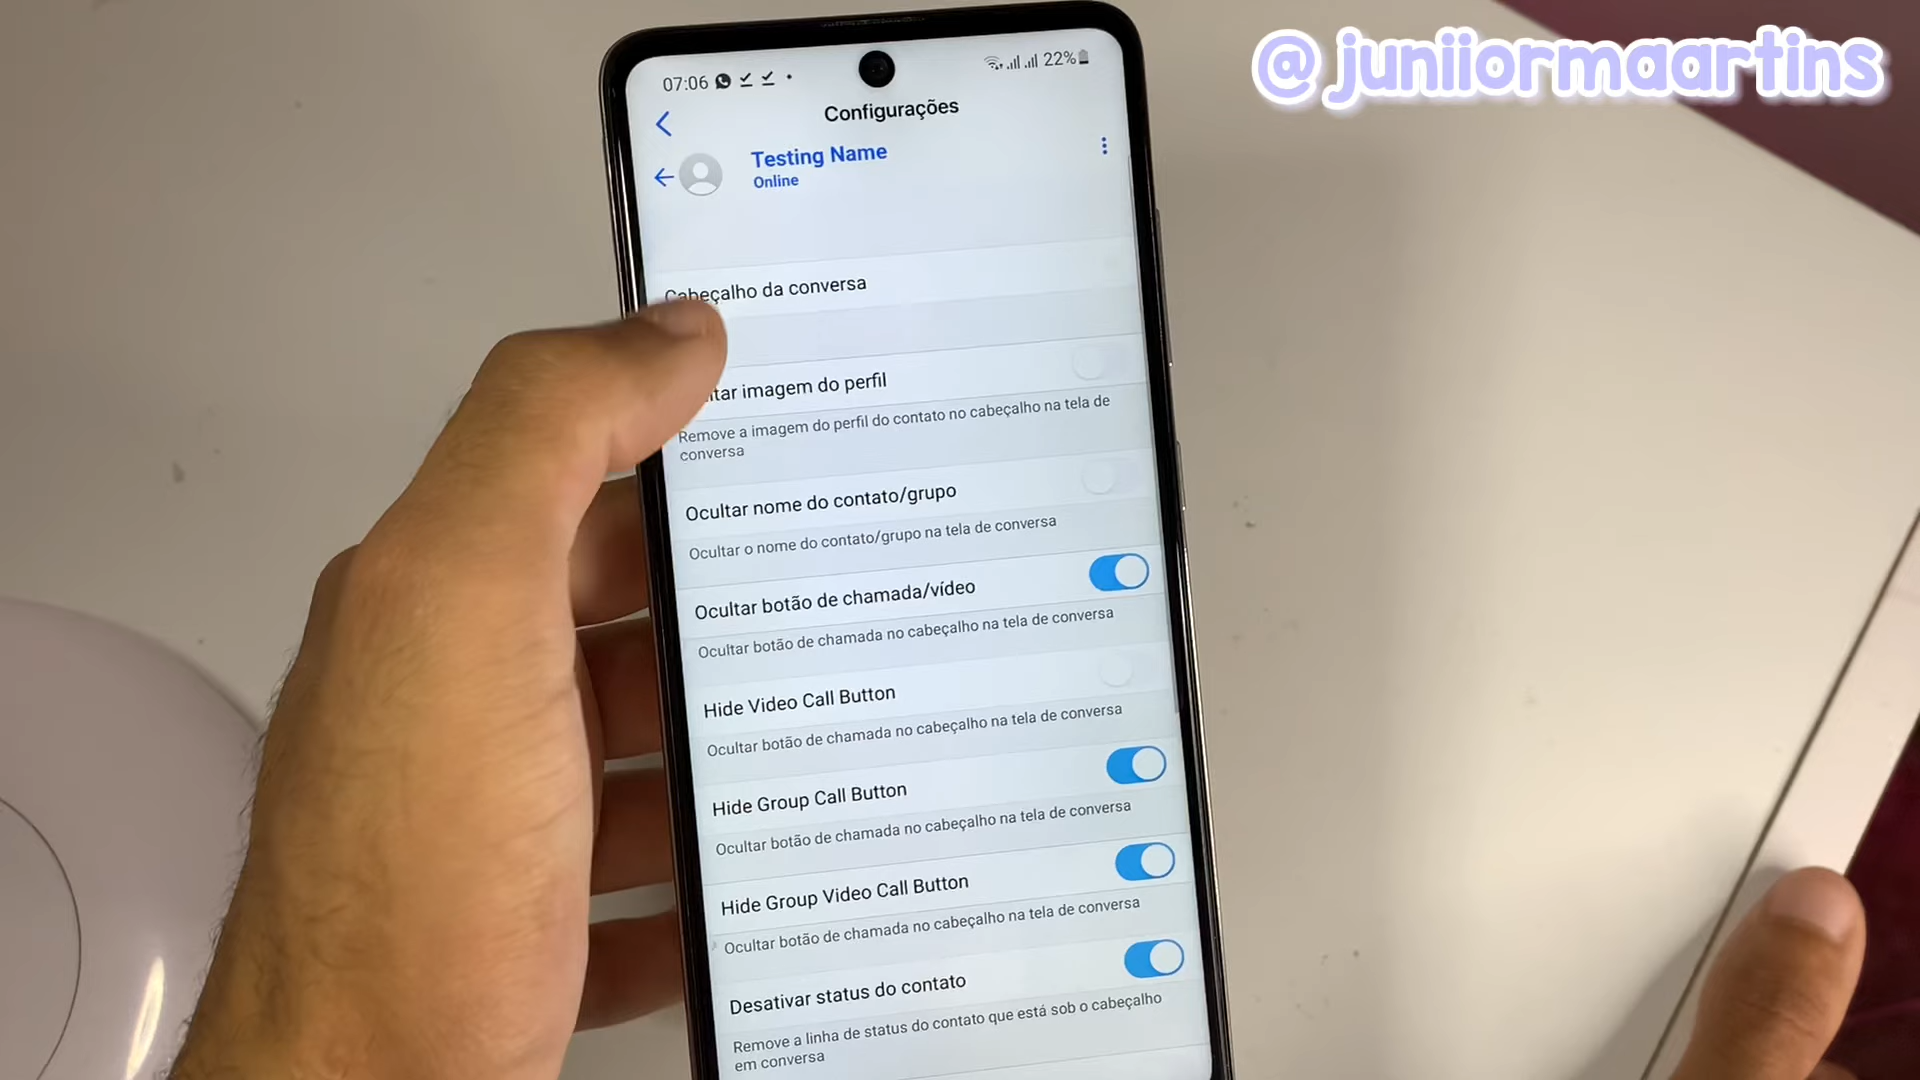 @juniiormaartins
07:06
22%
Configurações
Testing Name
Online
Cabeçalho da conversa
tar imagem do perfil
Remove a imagem do perfil do contato no cabeçalho na tela de
conversa
Ocultar nome do contato/grupo
Ocultar o nome do contato/grupo na tela de conversa
Ocultar botão de chamada/vídeo
Ocultar botão de chamada no cabeçalho na tela de conversa
Hide Video Call Button
Ocultar botão de chamada no cabeçalho na tela de conversa
Hide Group Call Button
Ocultar botão de chamada no cabeçalho na tela de conversa
Hide Group Video Call Button
Ocultar botão de chamada no cabeçalho na tela de conversa
Desativar status do contato
Remove a linha de status do contato que está sob o cabeçalho
em conversa